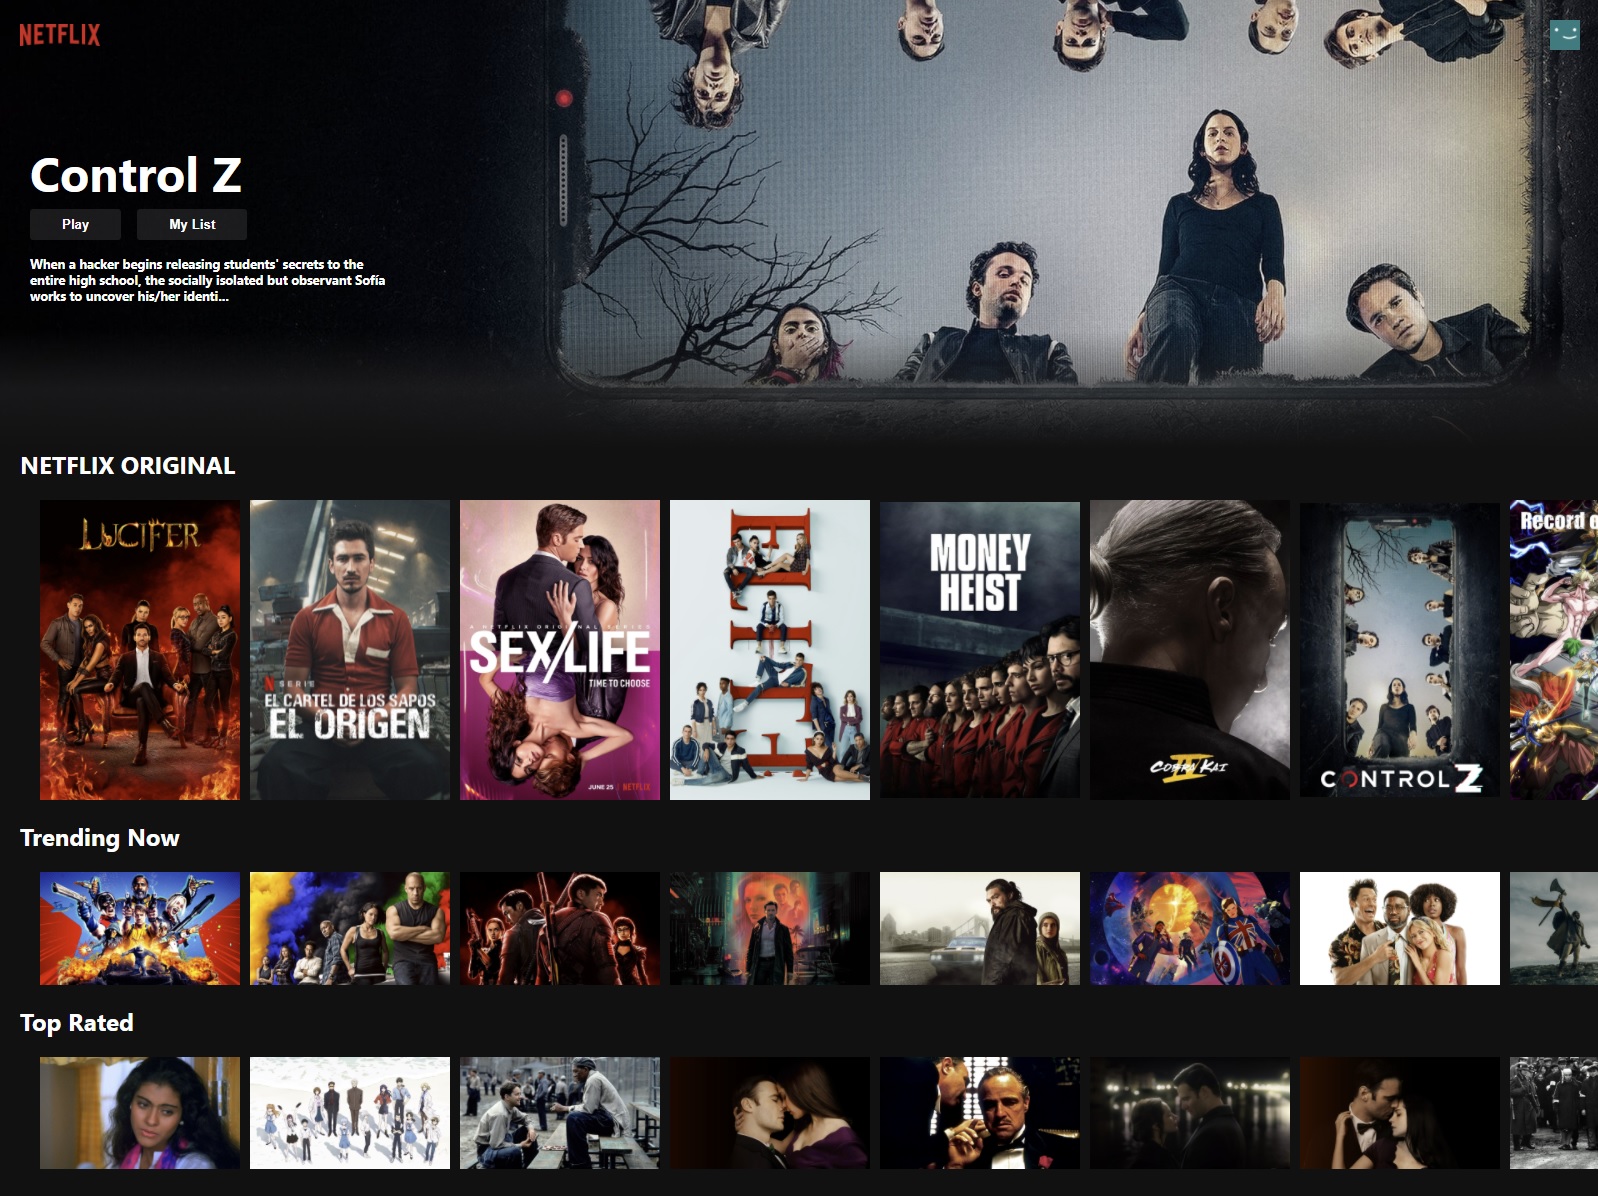 NETFLIX
Control Z
Play
My List
When a hacker begins releasing students' secrets to the
entire high school, the socially isolated but observant Sofía
works to uncover his/her identi...
NETFLIX ORIGINAL
LUCIFER
N SERIE
EL CARTEL DE LOS SAPOS
EL ORIGEN
A NETFLIX ORIGINAL SERIES
SEX/LIFE
TIME TO CHOOSE
JUNE 25 NETFLIX
ELITE
MONEY
HEIST
COBRA KAI
IV
CONTROL Z
Record o
Trending Now
Top Rated